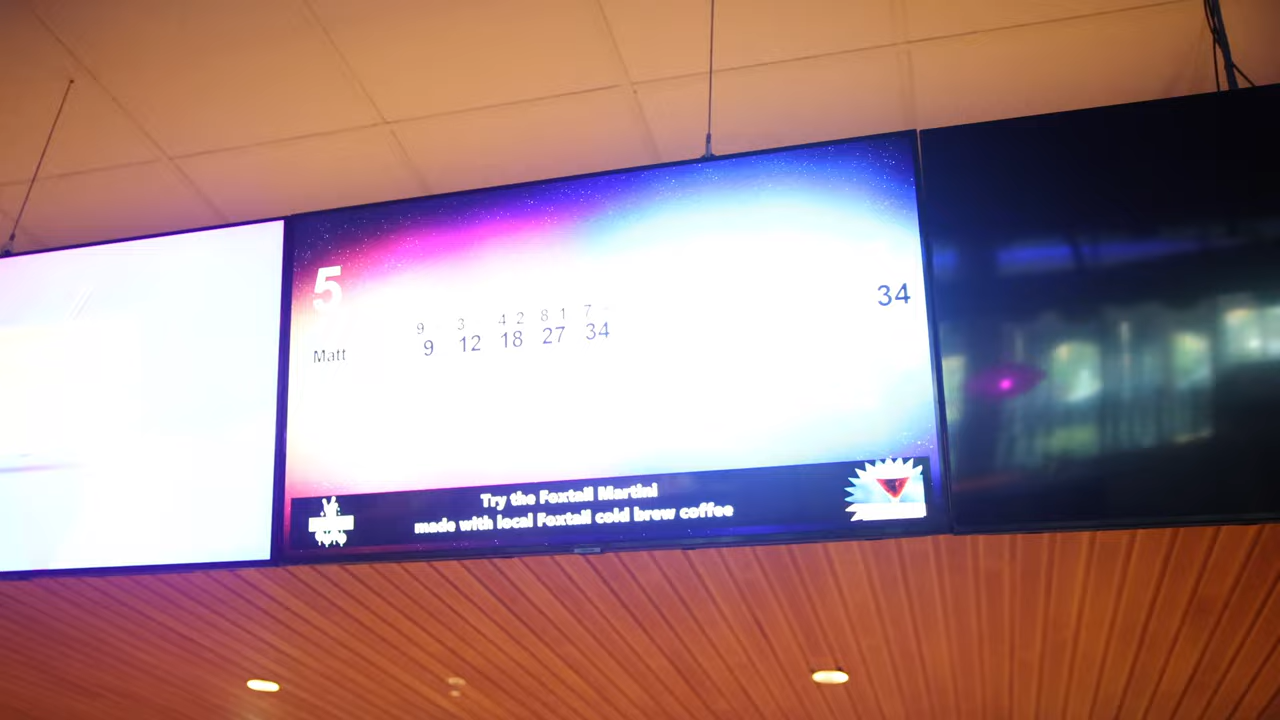 5
34
9 - 3 4 2 8 1 7 -
Matt 9 12 18 27 34
Try the Foxtail Martini
made with local Foxtail cold brew coffee